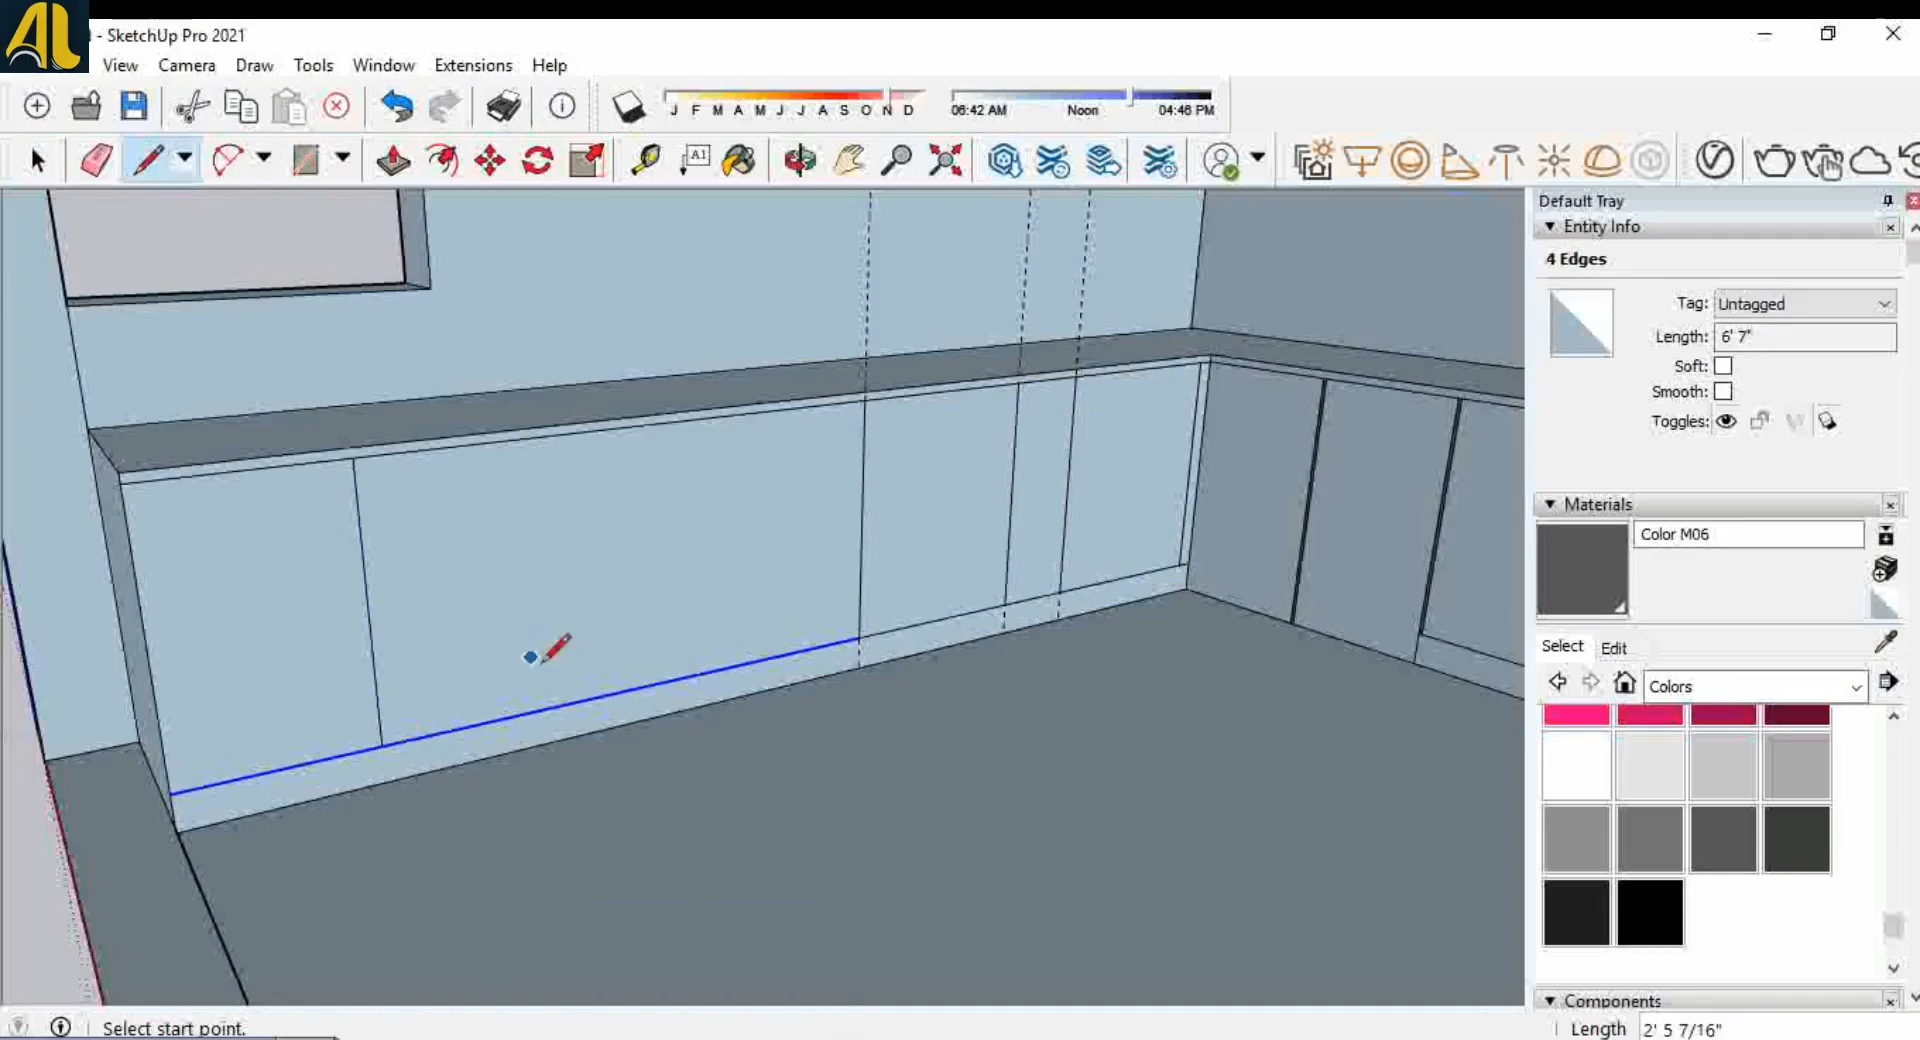 AL
- SketchUp Pro 2021
View Camera Draw Tools Window Extensions Help
J F M A M J J A S O N D
06:42 AM Noon 04:46 PM
A1
Default Tray
Entity Info
4 Edges
Tag: Untagged
Length: 6' 7"
Soft:
Smooth:
Toggles:
Materials
Color M06
Select Edit
Colors
Components
Select start point.
Length 2' 5 7/16"